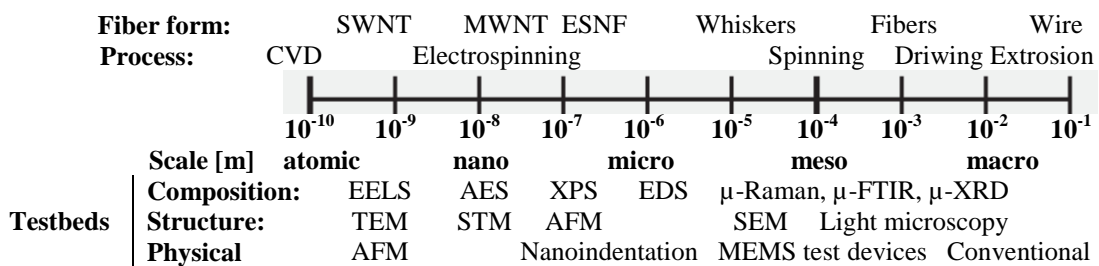 Fiber form: SWNT MWNT ESNF Whiskers Fibers Wire
Process: CVD Electrospinning Spinning Driwing Extrosion
10-10 10-9 10-8 10-7 10-6 10-5 10-4 10-3 10-2 10-1
Scale [m] atomic nano micro meso macro
Composition: EELS AES XPS EDS µ-Raman, µ-FTIR, µ-XRD
Testbeds Structure: TEM STM AFM SEM Light microscopy
Physical AFM Nanoindentation MEMS test devices Conventional